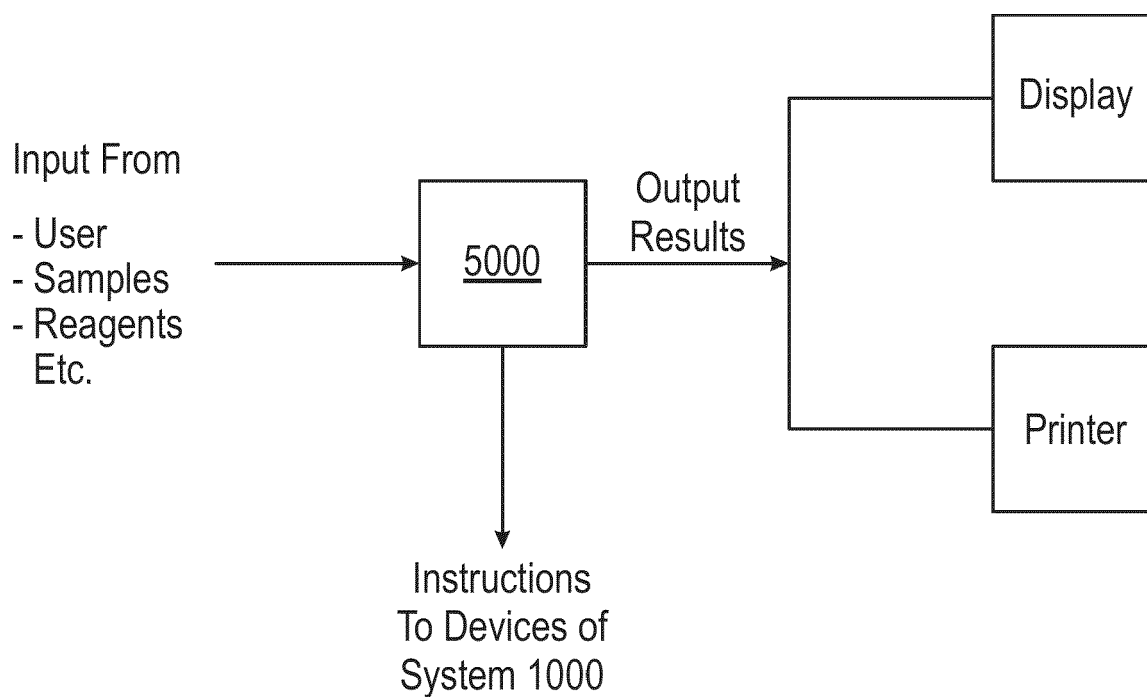 Input From
- User
- Samples
- Reagents
Etc.
5000
Output
Results
Display
Printer
Instructions
To Devices of
System 1000